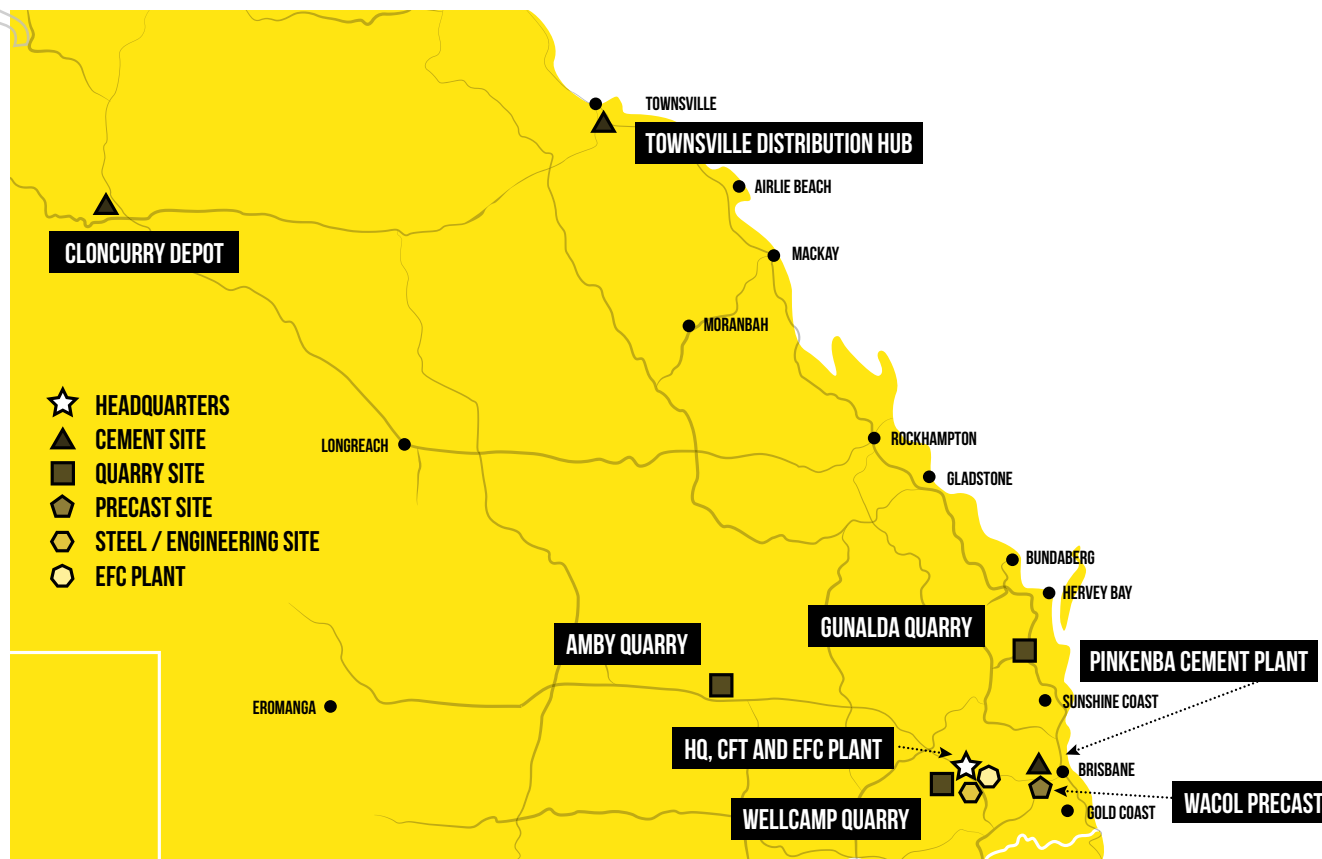 TOWNSVILLE
TOWNSVILLE DISTRIBUTION HUB
AIRLIE BEACH
CLONCURRY DEPOT
MACKAY
MORANBAH
HEADQUARTERS
CEMENT SITE
QUARRY SITE
PRECAST SITE
STEEL / ENGINEERING SITE
EFC PLANT
LONGREACH
ROCKHAMPTON
GLADSTONE
BUNDABERG
HERVEY BAY
GUNALDA QUARRY
AMBY QUARRY
PINKENBA CEMENT PLANT
SUNSHINE COAST
EROMANGA
HQ, CFT AND EFC PLANT
BRISBANE
WACOL PRECAST
GOLD COAST
WELLCAMP QUARRY